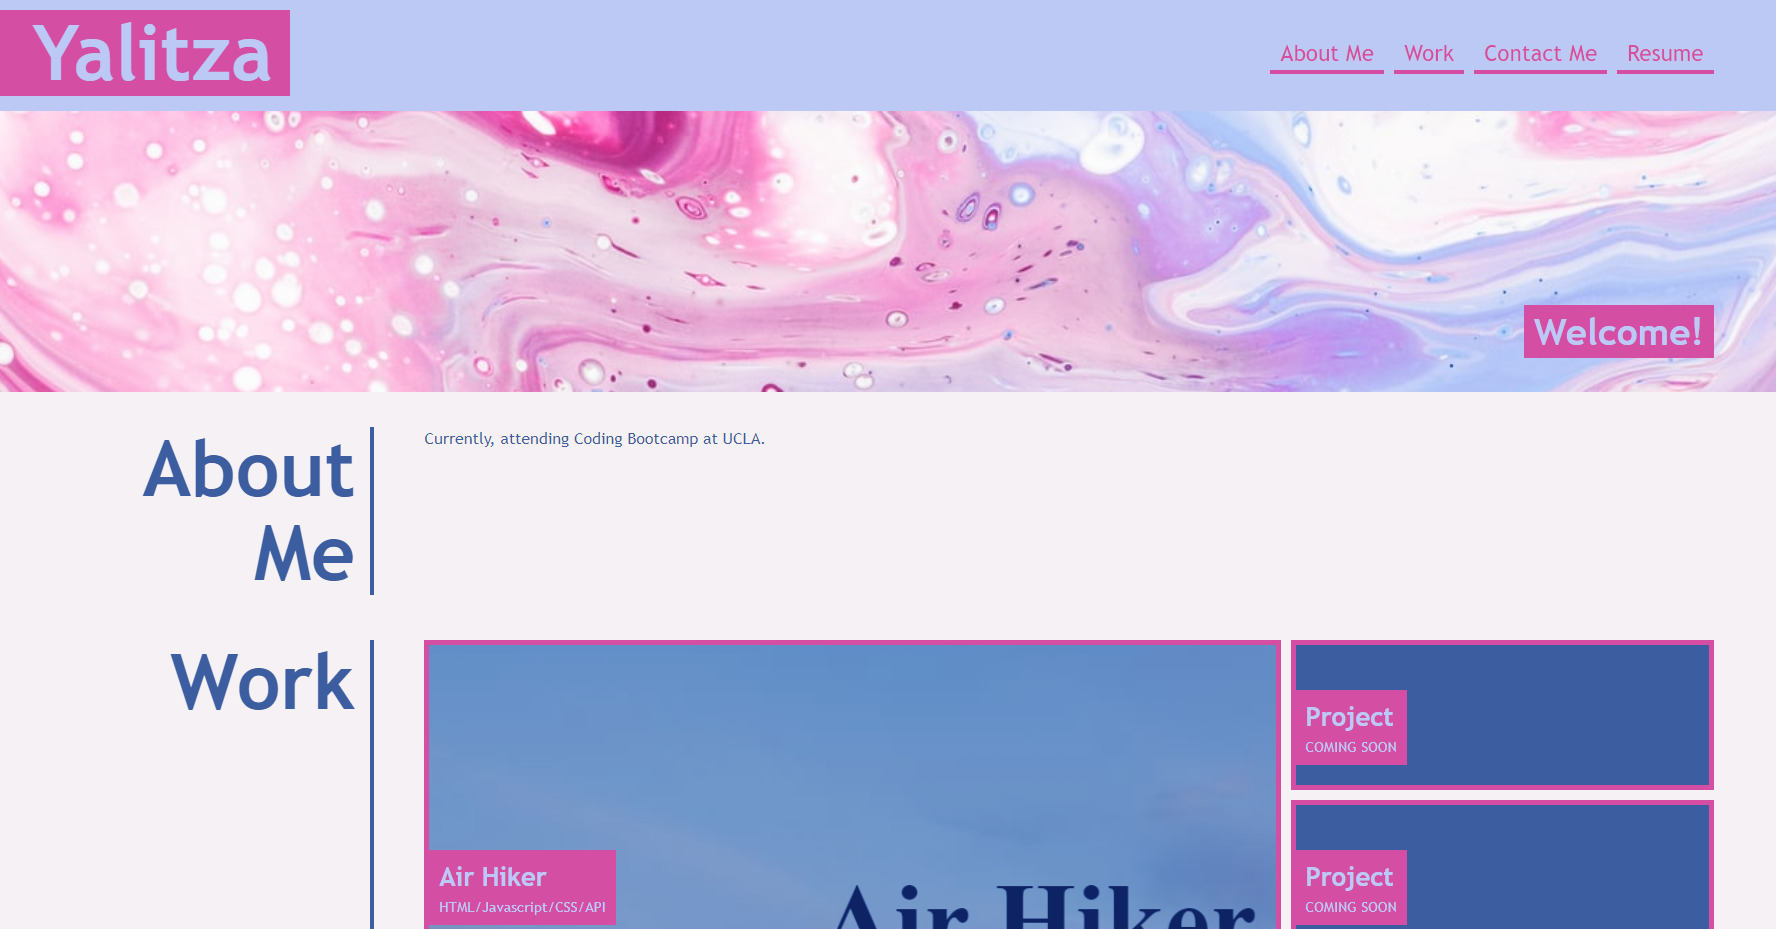 Yalitza
About Me
Work
Contact Me
Resume
Welcome!
About
Me
Currently, attending Coding Bootcamp at UCLA.
Work
Air Hiker
Air Hiker
HTML/Javascript/CSS/API
Project
COMING SOON
Project
COMING SOON